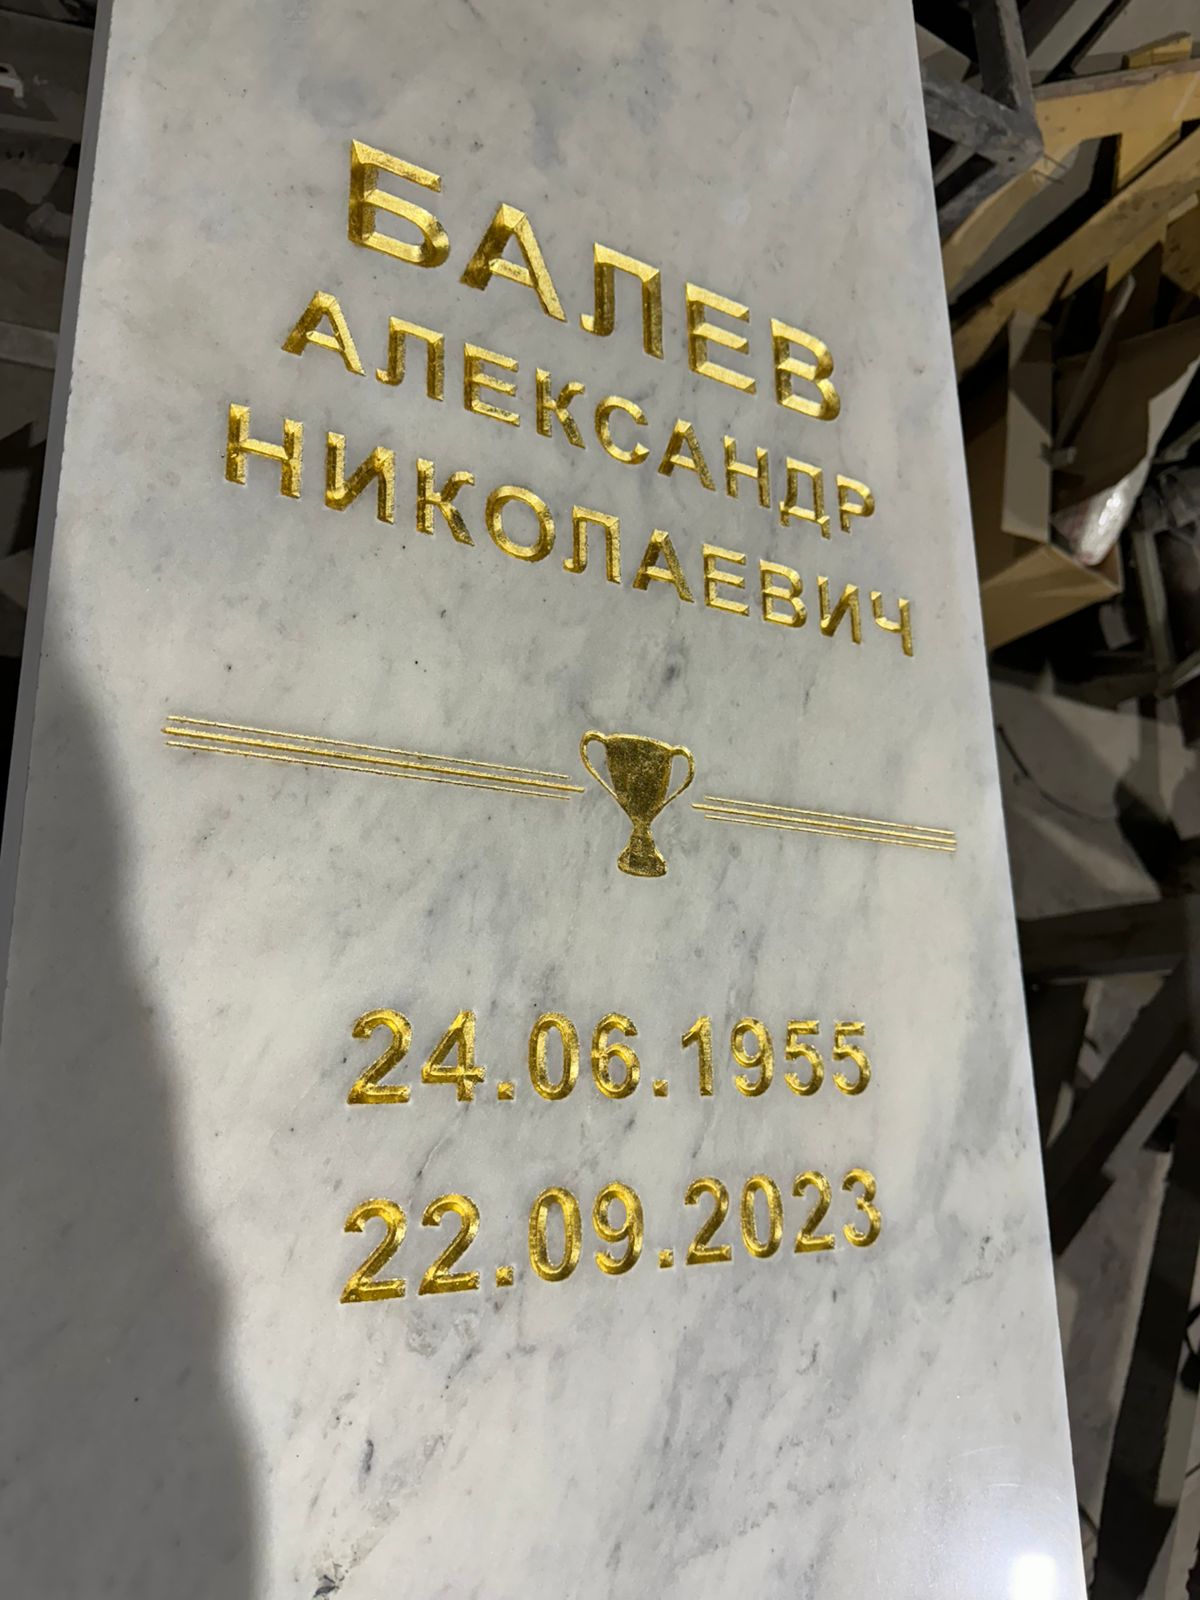 БАЛЕВ
АЛЕКСАНДР
НИКОЛАЕВИЧ
24.06.1955
22.09.2023